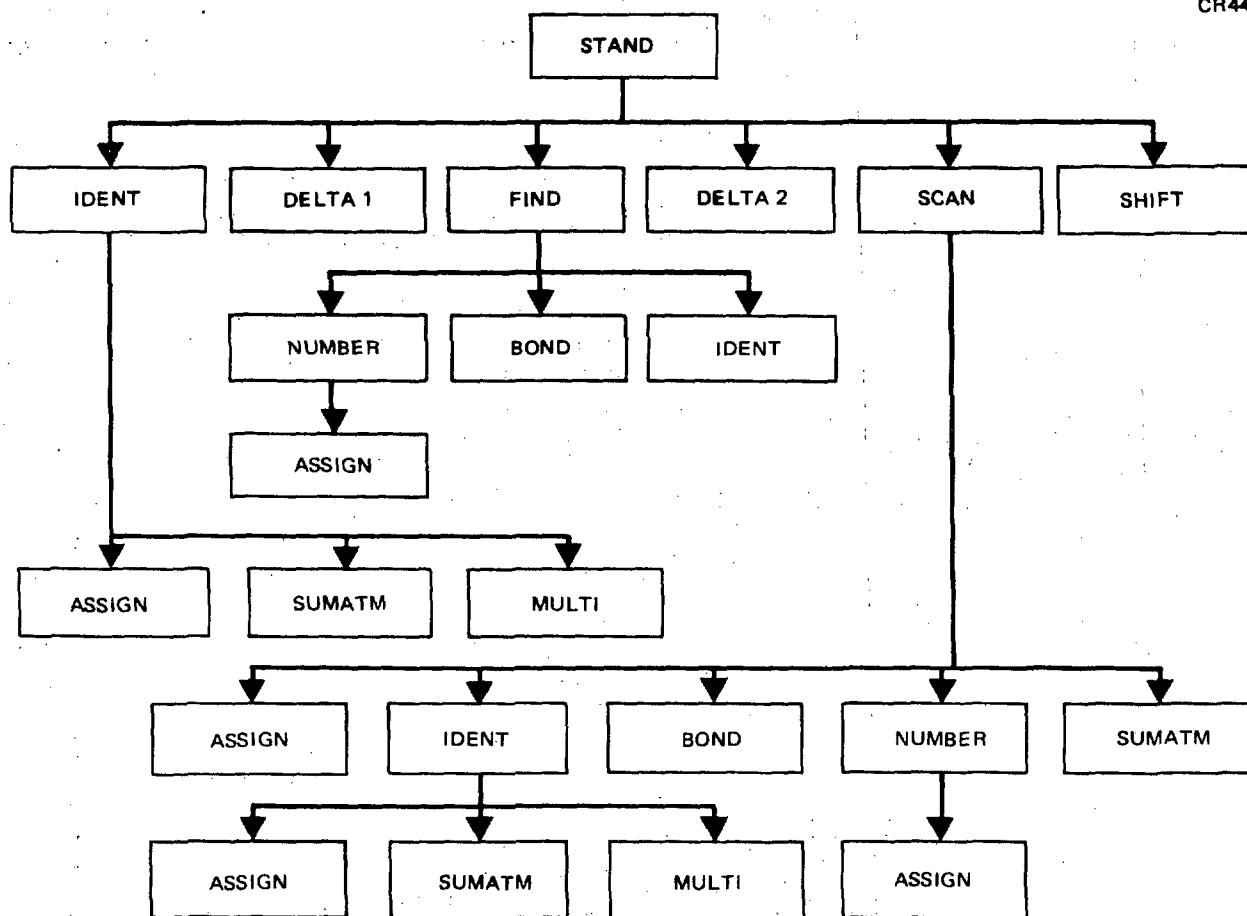 CR44
STAND
IDENT
DELTA 1
FIND
DELTA 2
SCAN
SHIFT
NUMBER
BOND
IDENT
ASSIGN
ASSIGN
SUMATM
MULTI
ASSIGN
IDENT
BOND
NUMBER
SUMATM
ASSIGN
SUMATM
MULTI
ASSIGN